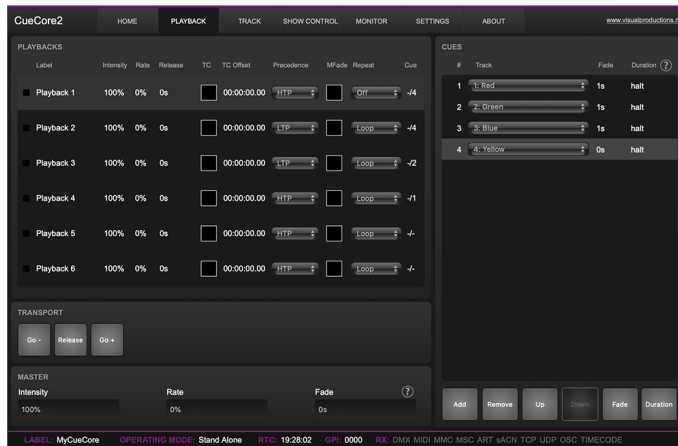 CueCore2 HOME PLAYBACK TRACK SHOW CONTROL MONITOR SETTINGS ABOUT www.visualproductions.n
PLAYBACKS
Label Intensity Rate Release TC TC Offset Precedence MFade Repeat Cue
Playback 1 100% 0% 0s 00:00:00.00 HTP Off -/4
Playback 2 100% 0% 0s 00:00:00.00 LTP Loop -/4
Playback 3 100% 0% 0s 00:00:00.00 LTP Loop -/2
Playback 4 100% 0% 0s 00:00:00.00 HTP Loop -/1
Playback 5 100% 0% 0s 00:00:00.00 HTP Loop -/-
Playback 6 100% 0% 0s 00:00:00.00 HTP Loop -/-
TRANSPORT
Go - Release Go +
MASTER
Intensity Rate Fade ?
100% 0% 0s
CUES
# Track Fade Duration ?
1 1: Red 1s halt
2 2: Green 1s halt
3 3: Blue 1s halt
4 4: Yellow 0s halt
Add Remove Up Down Fade Duration
LABEL: MyCueCore OPERATING MODE: Stand Alone RTC: 19:28:02 GPI: 0000 RX: DMX MIDI MMC MSC ART sACN TCP UDP OSC TIMECODE